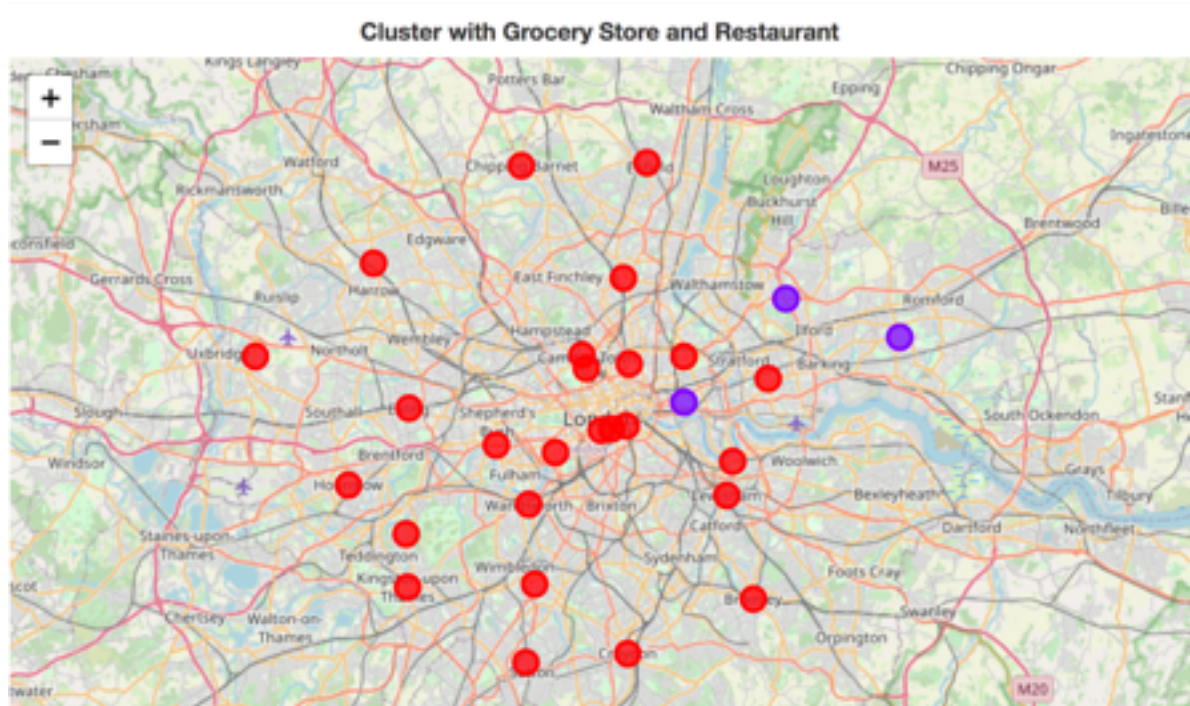 Cluster with Grocery Store and Restaurant
Kings Langley
Chesham
Potters Bar
Chipping Ongar
Epping
+
Waltham Cross
Ingatestone
−
Watford
M25
Rickmansworth
Loughton
Buckhurst
Hill
Brentwood
Edgware
Gerrards Cross
East Finchley
Walthamstow
Harrow
Ruislip
Romford
Hampstead
Ilford
Wembley
Northolt
Stratford
Barking
Slough
Southall
Shepherd's
South Ockendon
Brentford
Windsor
Woolwich
Fulham
Grays
Bexleyheath
Tilbury
Brixton
Catford
Dartford
Northfleet
Staines-upon
Thames
Teddington
Sydenham
Wimbledon
Foots Cray
Chertsey
Walton-on-
Thames
Swanley
Orpington
M20